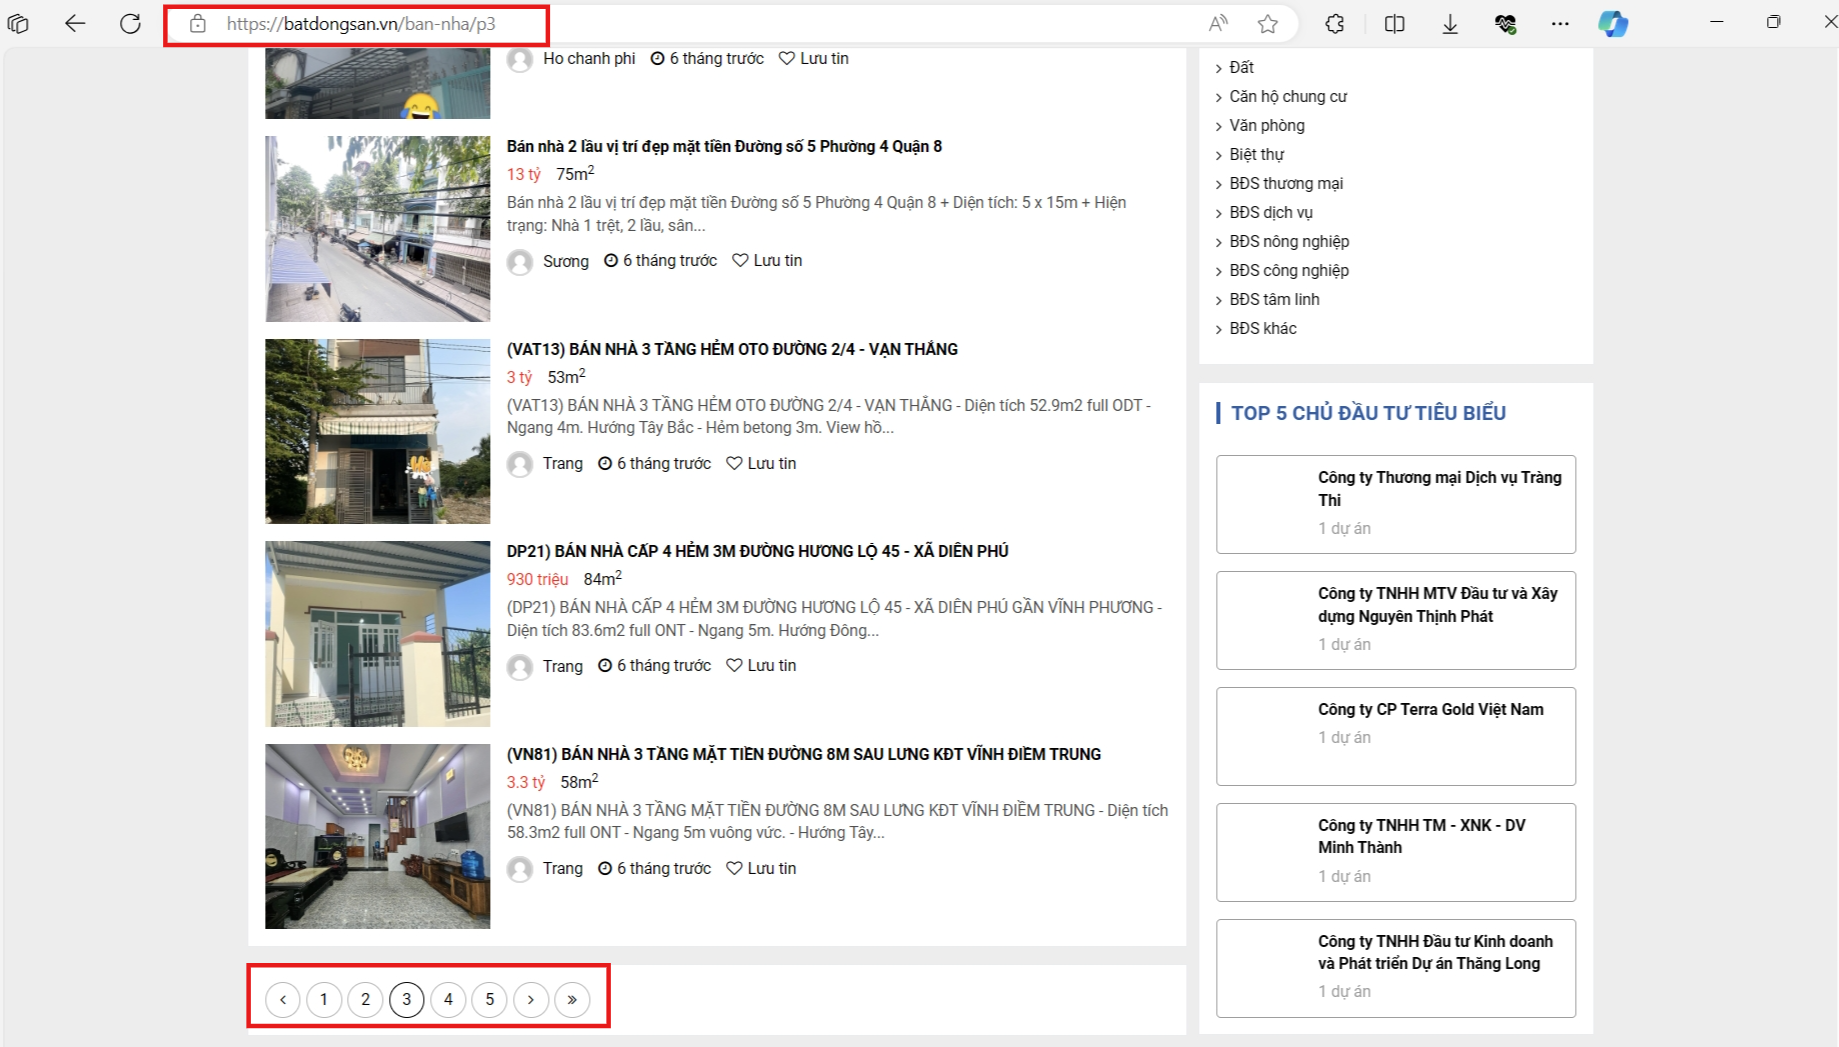 https://batdongsan.vn/ban-nha/p3
Ho chanh phi 6 tháng trước Lưu tin
Bán nhà 2 lầu vị trí đẹp mặt tiền Đường số 5 Phường 4 Quận 8
13 tỷ 75m2
Bán nhà 2 lầu vị trí đẹp mặt tiền Đường số 5 Phường 4 Quận 8 + Diện tích: 5 x 15m + Hiện
trạng: Nhà 1 trệt, 2 lầu, sân...
Sương 6 tháng trước Lưu tin
(VAT13) BÁN NHÀ 3 TẦNG HẺM OTO ĐƯỜNG 2/4 - VẠN THẮNG
3 tỷ 53m2
(VAT13) BÁN NHÀ 3 TẦNG HẺM OTO ĐƯỜNG 2/4 - VẠN THẮNG - Diện tích 52.9m2 full ODT -
Ngang 4m. Hướng Tây Bắc - Hẻm betong 3m. View hồ...
Trang 6 tháng trước Lưu tin
DP21) BÁN NHÀ CẤP 4 HẺM 3M ĐƯỜNG HƯƠNG LỘ 45 - XÃ DIÊN PHÚ
930 triệu 84m2
(DP21) BÁN NHÀ CẤP 4 HẺM 3M ĐƯỜNG HƯƠNG LỘ 45 - XÃ DIÊN PHÚ GẦN VĨNH PHƯƠNG -
Diện tích 83.6m2 full ONT - Ngang 5m. Hướng Đông...
Trang 6 tháng trước Lưu tin
(VN81) BÁN NHÀ 3 TẦNG MẶT TIỀN ĐƯỜNG 8M SAU LƯNG KĐT VĨNH ĐIỀM TRUNG
3.3 tỷ 58m2
(VN81) BÁN NHÀ 3 TẦNG MẶT TIỀN ĐƯỜNG 8M SAU LƯNG KĐT VĨNH ĐIỀM TRUNG - Diện tích
58.3m2 full ONT - Ngang 5m vuông vức. - Hướng Tây...
Trang 6 tháng trước Lưu tin
‹ 1 2 3 4 5 › »
Đất
Căn hộ chung cư
Văn phòng
Biệt thự
BĐS thương mại
BĐS dịch vụ
BĐS nông nghiệp
BĐS công nghiệp
BĐS tâm linh
BĐS khác
TOP 5 CHỦ ĐẦU TƯ TIÊU BIỂU
Công ty Thương mại Dịch vụ Tràng
Thi
1 dự án
Công ty TNHH MTV Đầu tư và Xây
dựng Nguyên Thịnh Phát
1 dự án
Công ty CP Terra Gold Việt Nam
1 dự án
Công ty TNHH TM - XNK - DV
Minh Thành
1 dự án
Công ty TNHH Đầu tư Kinh doanh
và Phát triển Dự án Thăng Long
1 dự án